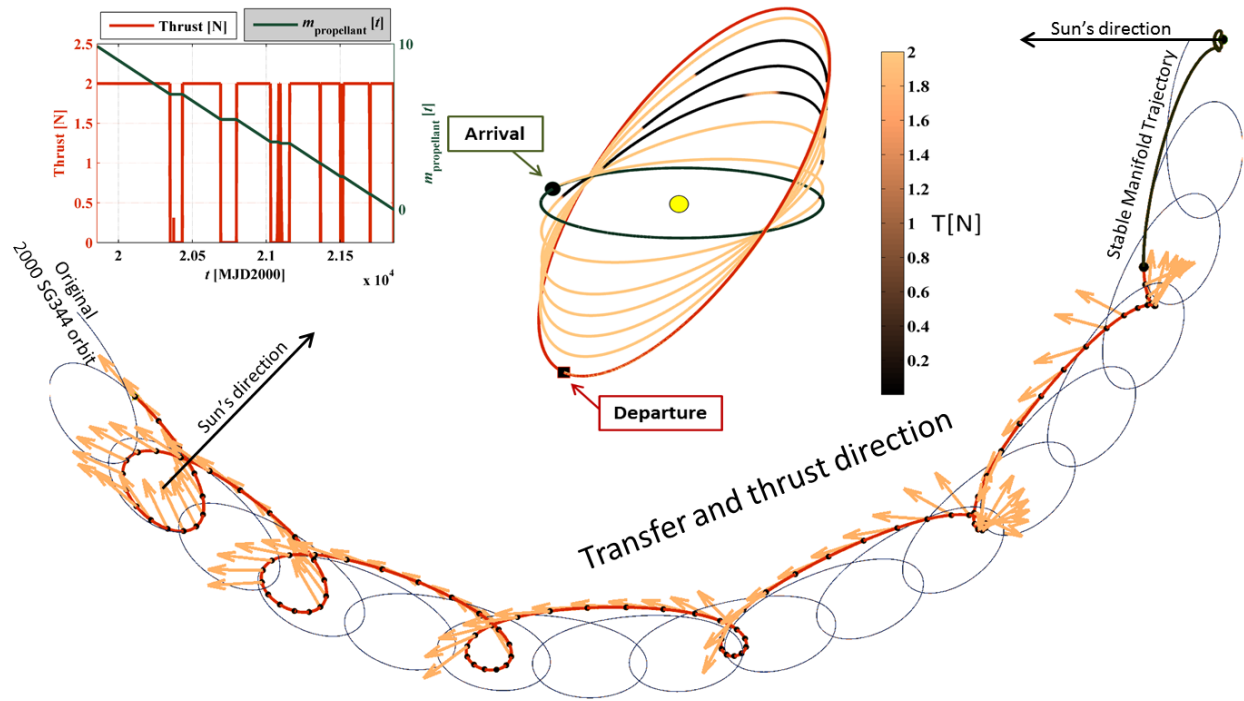 Thrust [N]
m_propellant [t]
2.5
2
1.5
1
0.5
0
Thrust [N]
10
0
m_propellant [t]
2
2.05
2.1
2.15
t [MJD2000]
x 10^4
Arrival
Departure
2
1.8
1.6
1.4
1.2
1
0.8
0.6
0.4
0.2
T[N]
Sun's direction
Stable Manifold Trajectory
Original
2000 SG344 orbit
Sun's direction
Transfer and thrust direction